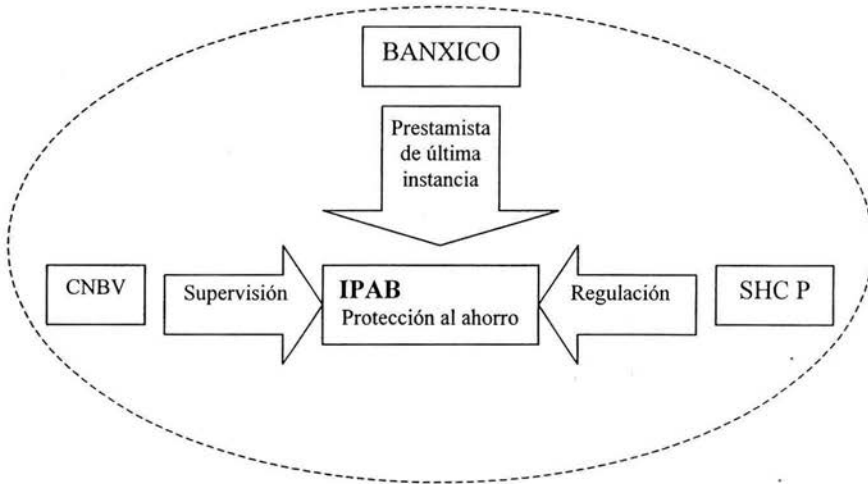 BANXICO
Prestamista
de última
instancia
CNBV
Supervisión
IPAB
Protección al ahorro
Regulación
SHC P